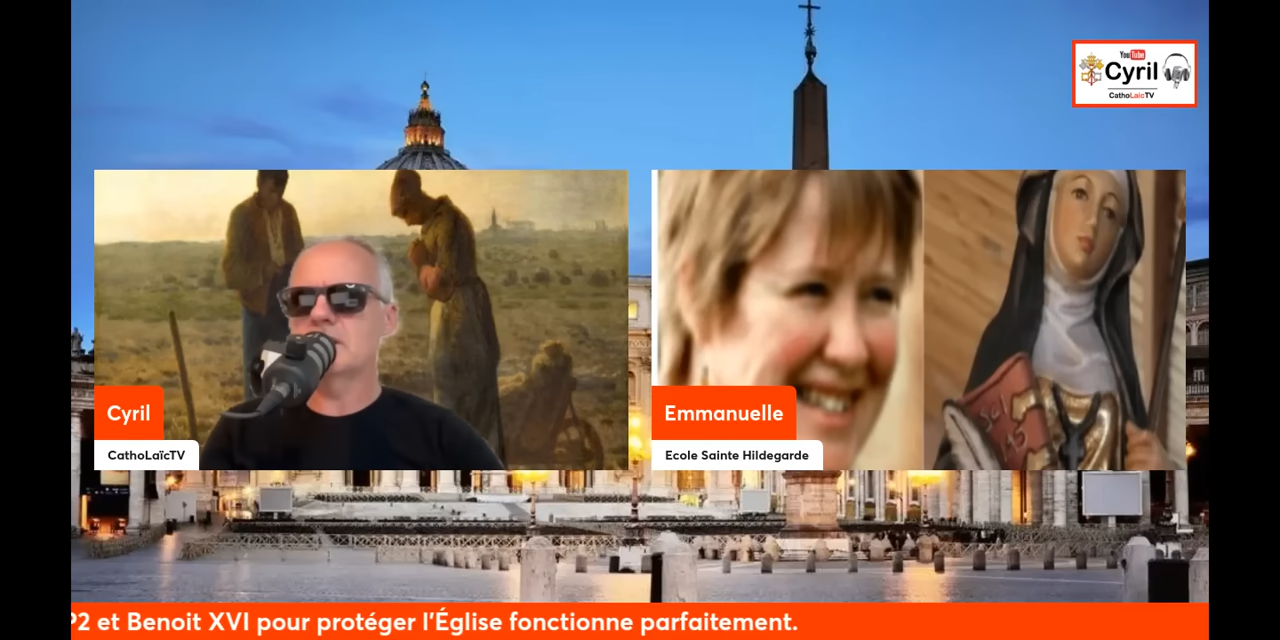 YouTube
Cyril
CathoLaïcTV
Cyril
CathoLaïcTV
Emmanuelle
Ecole Sainte Hildegarde
P2 et Benoit XVI pour protéger l'Église fonctionne parfaitement.